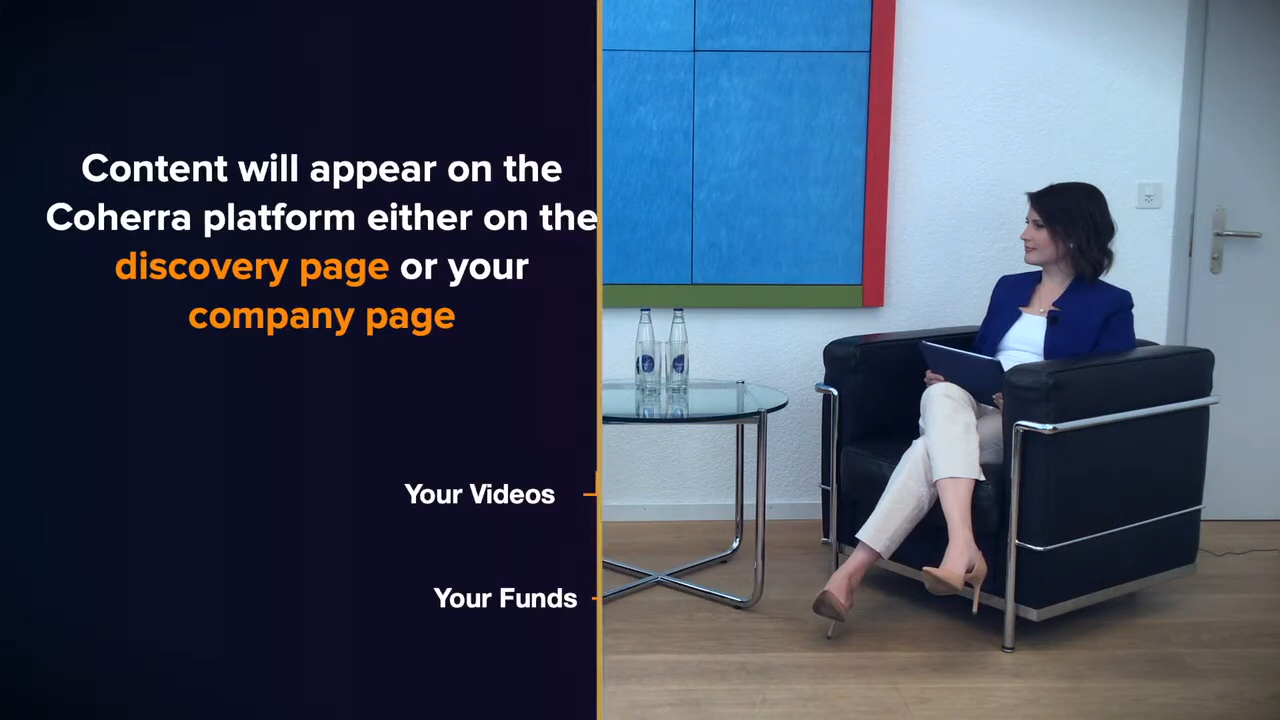 Content will appear on the
Coherra platform either on the
discovery page or your
company page
Your Videos
Your Funds